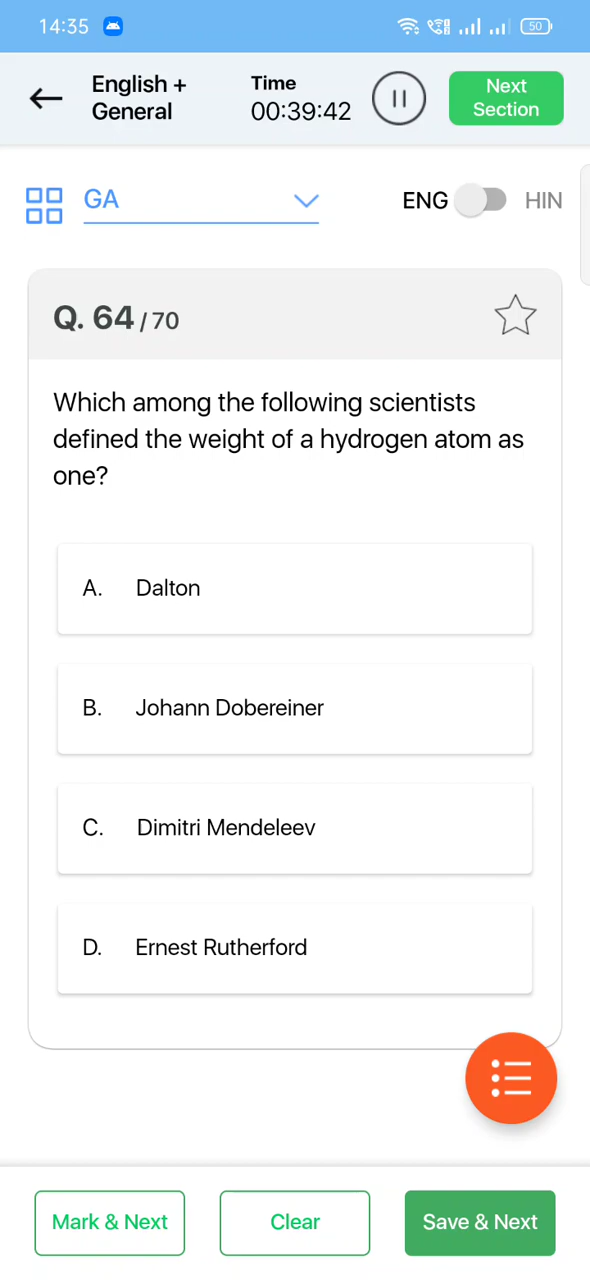 14:35
50
English +
General
Time
00:39:42
Next
Section
GA
ENG
HIN
Q. 64 / 70
Which among the following scientists
defined the weight of a hydrogen atom as
one?
A. Dalton
B. Johann Dobereiner
C. Dimitri Mendeleev
D. Ernest Rutherford
Mark & Next
Clear
Save & Next